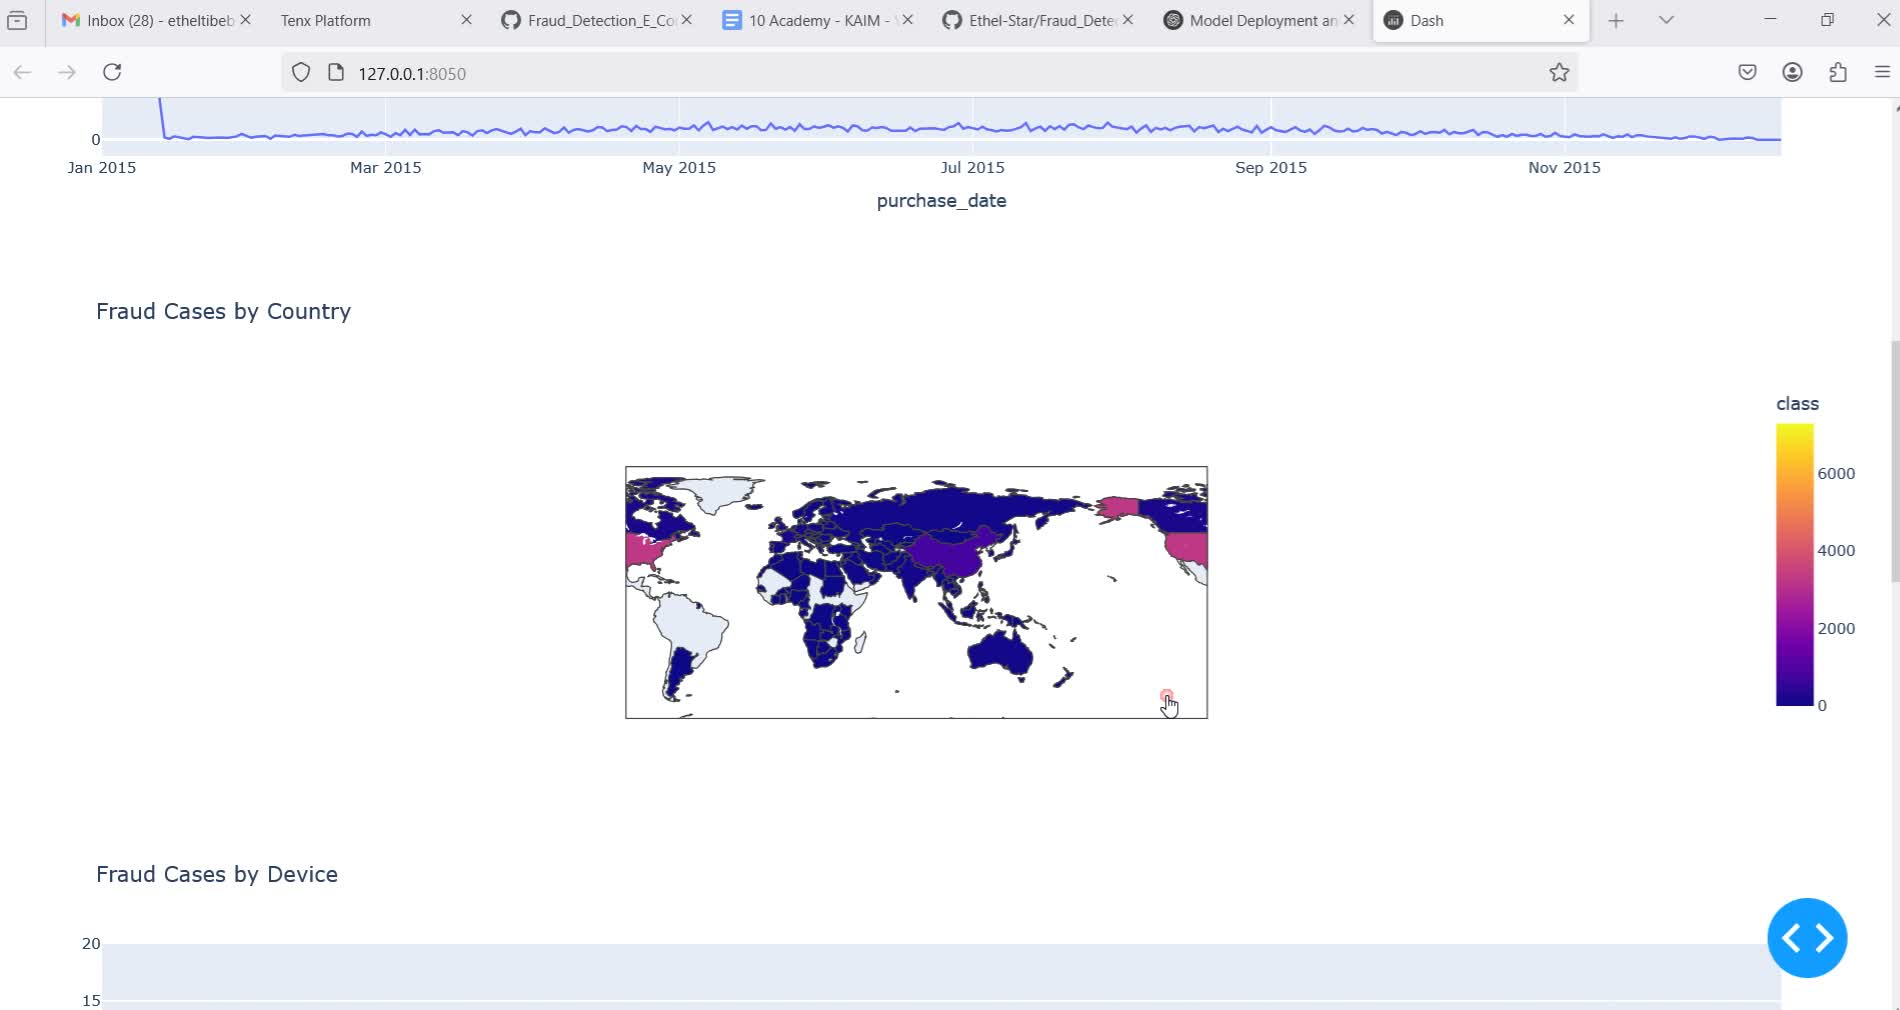 Inbox (28) - etheltibeb
Tenx Platform
Fraud_Detection_E_Co
10 Academy - KAIM -
Ethel-Star/Fraud_Detec
Model Deployment an
Dash
127.0.0.1:8050
0
Jan 2015
Mar 2015
May 2015
Jul 2015
Sep 2015
Nov 2015
purchase_date
Fraud Cases by Country
class
6000
4000
2000
0
Fraud Cases by Device
20
15